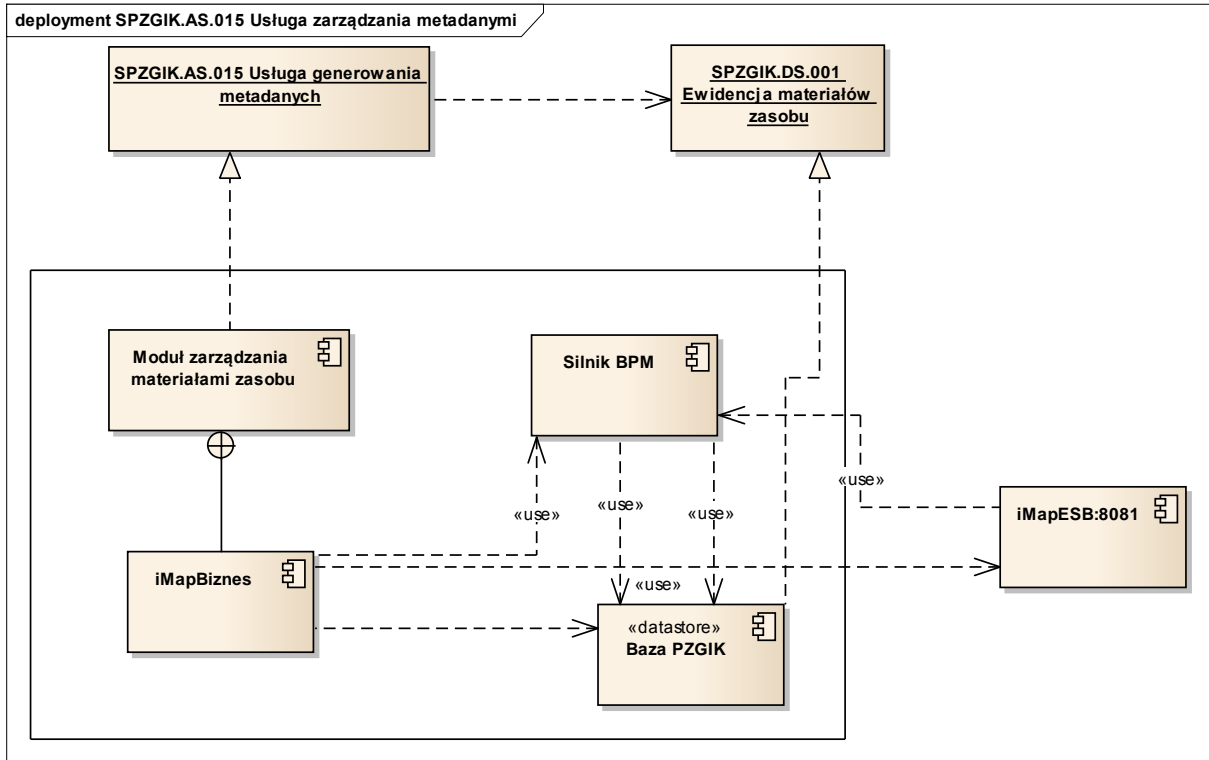 deployment SPZGIK.AS.015 Usługa zarządzania metadanymi
SPZGIK.AS.015 Usługa generowania
metadanych
SPZGIK.DS.001
Ewidencja materiałów
zasobu
Moduł zarządzania
materiałami zasobu
Silnik BPM
«use»
«use»
«use»
«use»
iMapESB:8081
iMapBiznes
«use»
«datastore»
Baza PZGIK